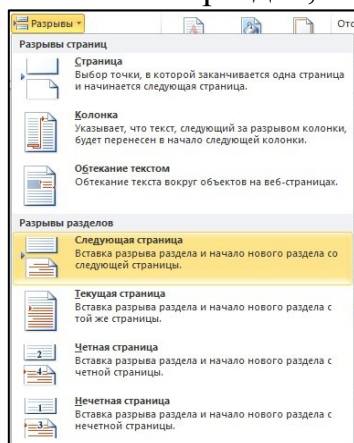 Разрывы
Отс
Разрывы страниц
Страница
Выбор точки, в которой заканчивается одна страница
и начинается следующая страница.
Колонка
Указывает, что текст, следующий за разрывом колонки,
будет перенесен в начало следующей колонки.
Обтекание текстом
Обтекание текста вокруг объектов на веб-страницах.
Разрывы разделов
Следующая страница
Вставка разрыва раздела и начало нового раздела со
следующей страницы.
Текущая страница
Вставка разрыва раздела и начало нового раздела с
той же страницы.
2
Четная страница
4
Вставка разрыва раздела и начало нового раздела с
четной страницы.
1
Нечетная страница
3
Вставка разрыва раздела и начало нового раздела с
нечетной страницы.